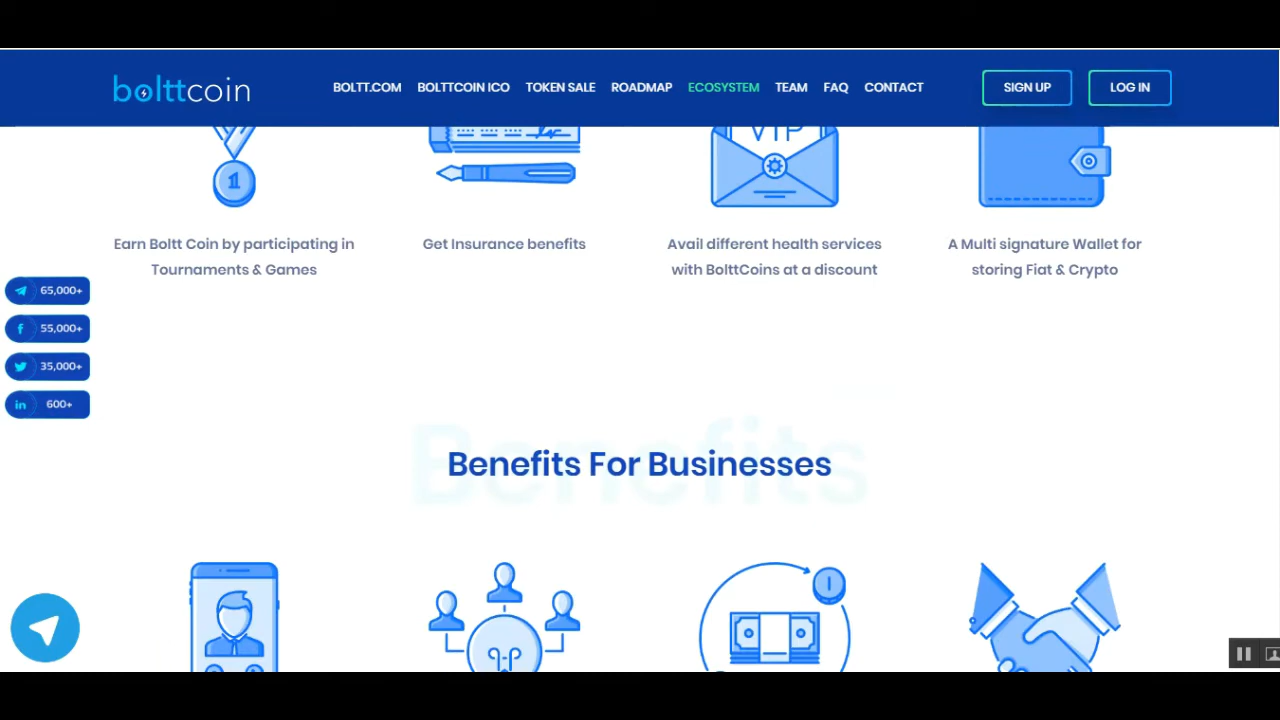 bolttcoin
BOLTT.COM BOLTTCOIN ICO TOKEN SALE ROADMAP ECOSYSTEM TEAM FAQ CONTACT SIGN UP LOG IN
VIP
1
Earn Boltt Coin by participating in
Tournaments & Games
Get Insurance benefits
Avail different health services
with BolttCoins at a discount
A Multi signature Wallet for
storing Fiat & Crypto
65,000+
f 55,000+
35,000+
in 600+
Benefits
Benefits For Businesses